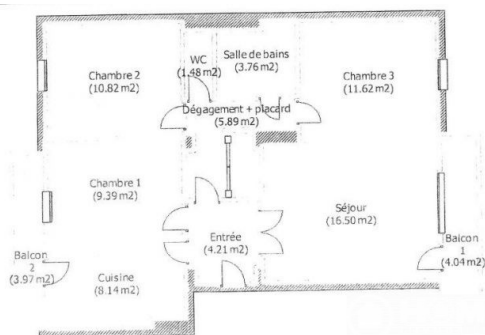 Chambre 2
(10.82 m2)
WC
(1.48 m2)
Salle de bains
(3.76 m2)
Chambre 3
(11.62 m2)
Dégagement + placard
(5.89 m2)
Chambre 1
(9.39 m2)
Séjour
(16.50 m2)
Entrée
(4.21 m2)
Balcon
1
(4.04 m2)
Balcon
2
(3.97 m2)
Cuisine
(8.14 m2)